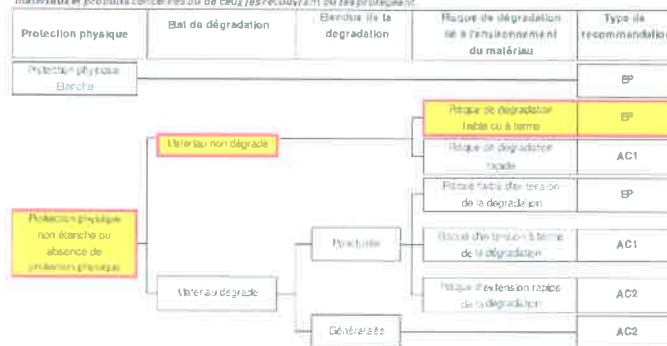 matériaux et produits concernés ou de ceux les recouvrant ou les protégeant.
Protection physique
Etat de dégradation
Etendue de la
dégradation
Risque de dégradation
lié à l'environnement
du matériau
Type de
recommandation
Protection physique
Etanche
EP
Matériau non dégradé
Risque de dégradation
faible ou à terme
EP
Risque de dégradation
rapide
AC1
Protection physique
non étanche ou
absence de
protection physique
Matériau dégradé
Ponctuelle
Risque faible d'extension
de la dégradation
EP
Risque d'extension à terme
de la dégradation
AC1
Risque d'extension rapide
de la dégradation
AC2
Généralisée
AC2